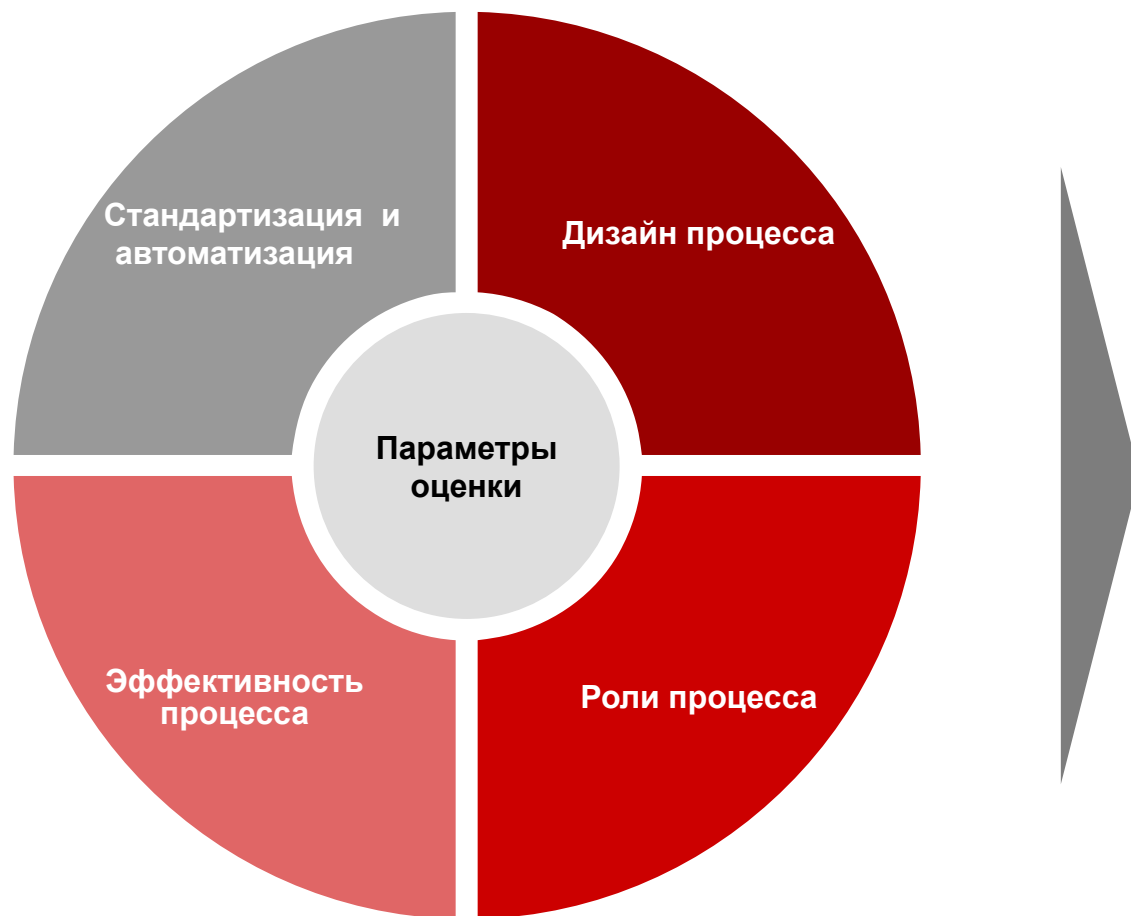 Стандартизация и
автоматизация
Дизайн процесса
Параметры
оценки
Эффективность
процесса
Роли процесса